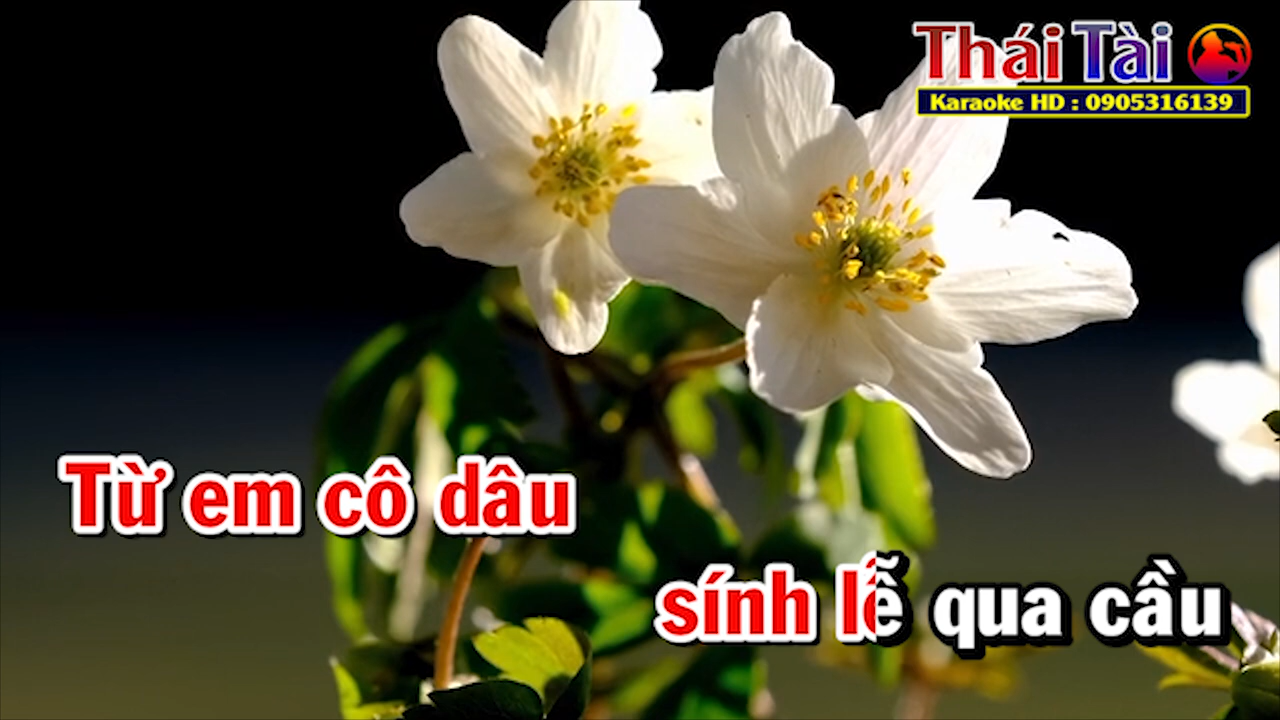 Thái Tài
Karaoke HD : 0905316139
Từ em cô dâu
sính lễ qua cầu